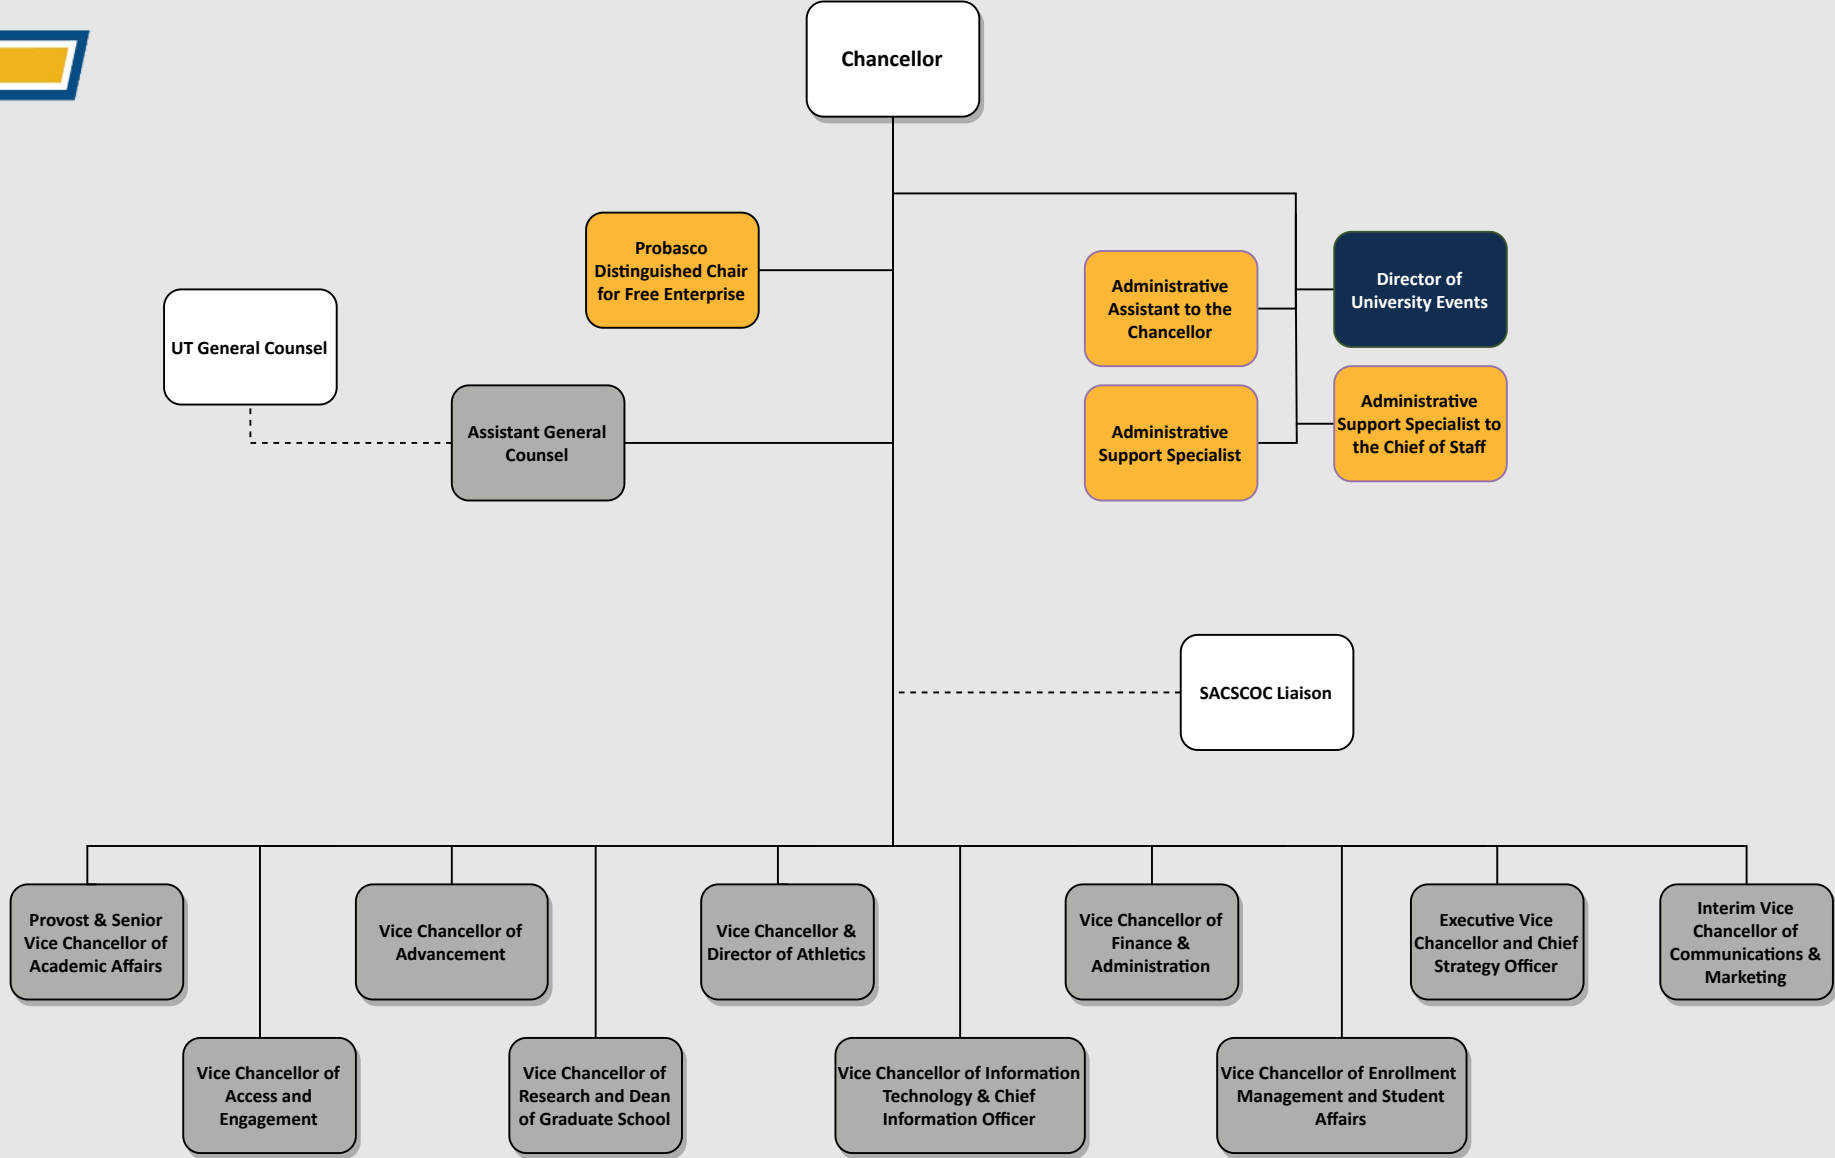 Chancellor
Probasco
Distinguished Chair
for Free Enterprise
Administrative
Assistant to the
Chancellor
Director of
University Events
UT General Counsel
Assistant General
Counsel
Administrative
Support Specialist
Administrative
Support Specialist to
the Chief of Staff
SACSCOC Liaison
Provost & Senior
Vice Chancellor of
Academic Affairs
Vice Chancellor of
Advancement
Vice Chancellor &
Director of Athletics
Vice Chancellor of
Finance &
Administration
Executive Vice
Chancellor and Chief
Strategy Officer
Interim Vice
Chancellor of
Communications &
Marketing
Vice Chancellor of
Access and
Engagement
Vice Chancellor of
Research and Dean
of Graduate School
Vice Chancellor of Information
Technology & Chief
Information Officer
Vice Chancellor of Enrollment
Management and Student
Affairs